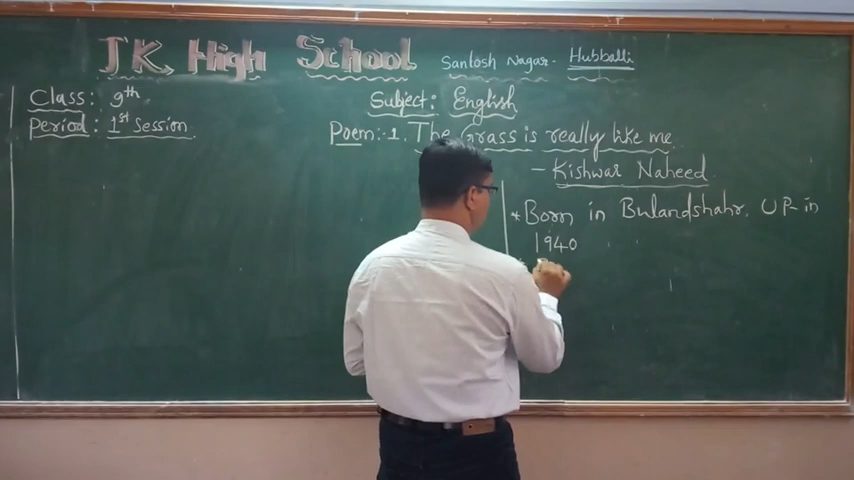 JK High School Santosh Nagar- Hubballi
Class: 9th Subject: English
Period: 1st Session Poem:-1. The Grass is really like me.
- Kishwar Naheed
* Born in Bulandshahr, UP in
1940